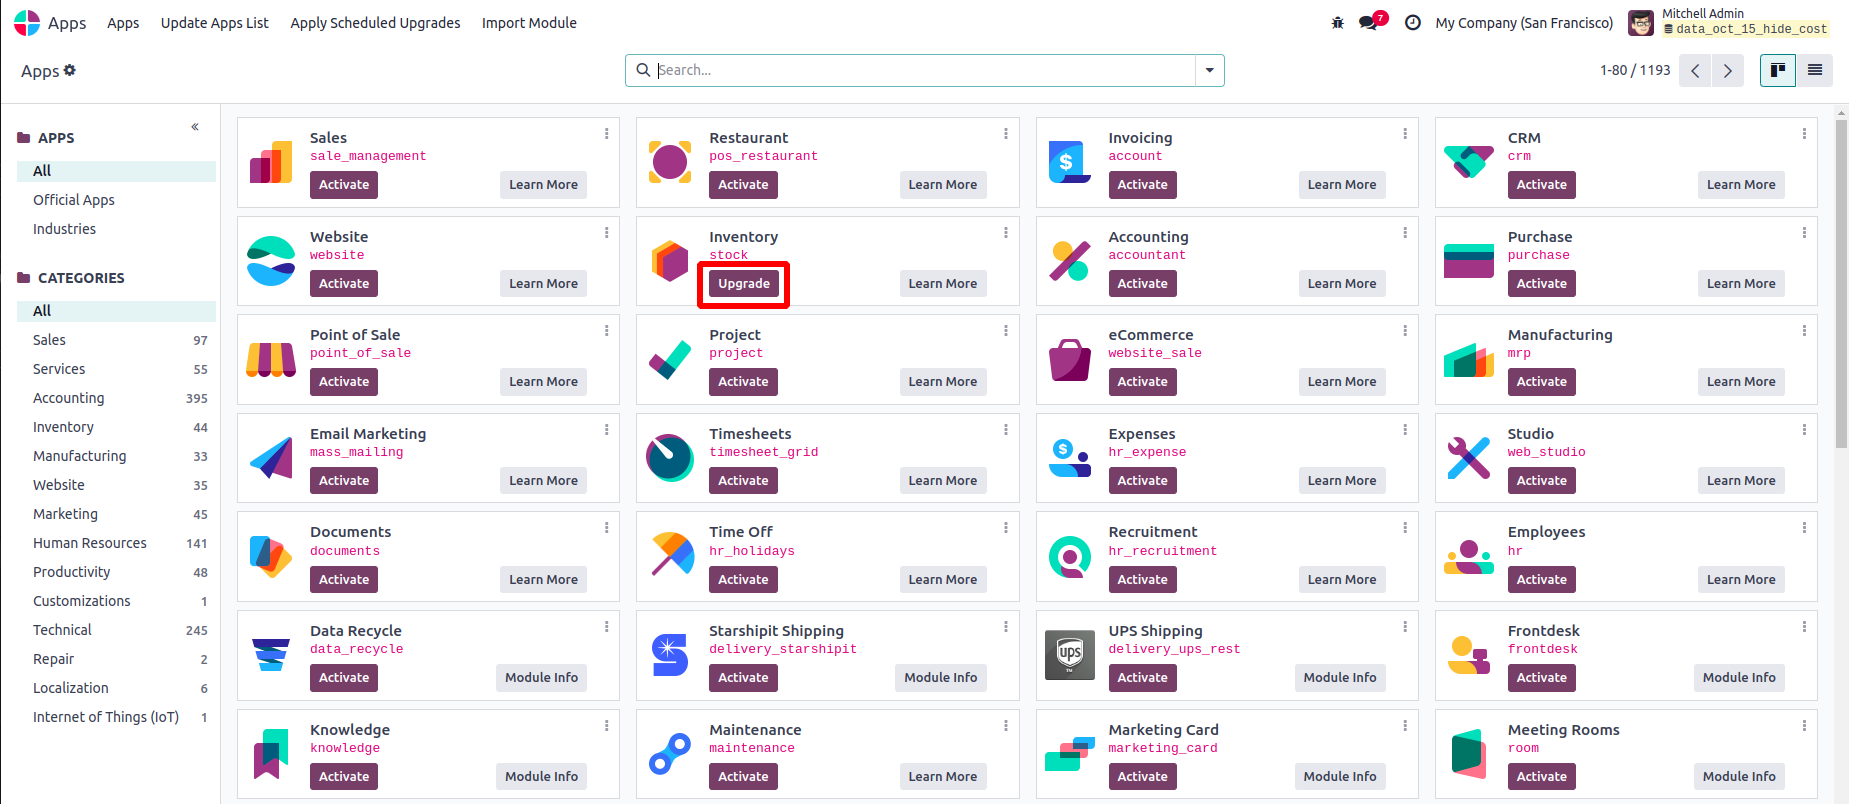 Apps Apps Update Apps List Apply Scheduled Upgrades Import Module 7 My Company (San Francisco) Mitchell Admin
data_oct_15_hide_cost
Apps Search... 1-80 / 1193
APPS
All
Official Apps
Industries
CATEGORIES
All
Sales 97
Services 55
Accounting 395
Inventory 44
Manufacturing 33
Website 35
Marketing 45
Human Resources 141
Productivity 48
Customizations 1
Technical 245
Repair 2
Localization 6
Internet of Things (IoT) 1
Sales
sale_management
Activate Learn More
Restaurant
pos_restaurant
Activate Learn More
Invoicing
account
Activate Learn More
CRM
crm
Activate Learn More
Website
website
Activate Learn More
Inventory
stock
Upgrade Learn More
Accounting
accountant
Activate Learn More
Purchase
purchase
Activate Learn More
Point of Sale
point_of_sale
Activate Learn More
Project
project
Activate Learn More
eCommerce
website_sale
Activate Learn More
Manufacturing
mrp
Activate Learn More
Email Marketing
mass_mailing
Activate Learn More
Timesheets
timesheet_grid
Activate Learn More
Expenses
hr_expense
Activate Learn More
Studio
web_studio
Activate Learn More
Documents
documents
Activate Learn More
Time Off
hr_holidays
Activate Learn More
Recruitment
hr_recruitment
Activate Learn More
Employees
hr
Activate Learn More
Data Recycle
data_recycle
Activate Module Info
Starshipit Shipping
delivery_starshipit
Activate Module Info
ups
UPS Shipping
delivery_ups_rest
Activate Module Info
Frontdesk
frontdesk
Activate Module Info
Knowledge
knowledge
Activate Module Info
Maintenance
maintenance
Activate Learn More
Marketing Card
marketing_card
Activate Module Info
Meeting Rooms
room
Activate Module Info